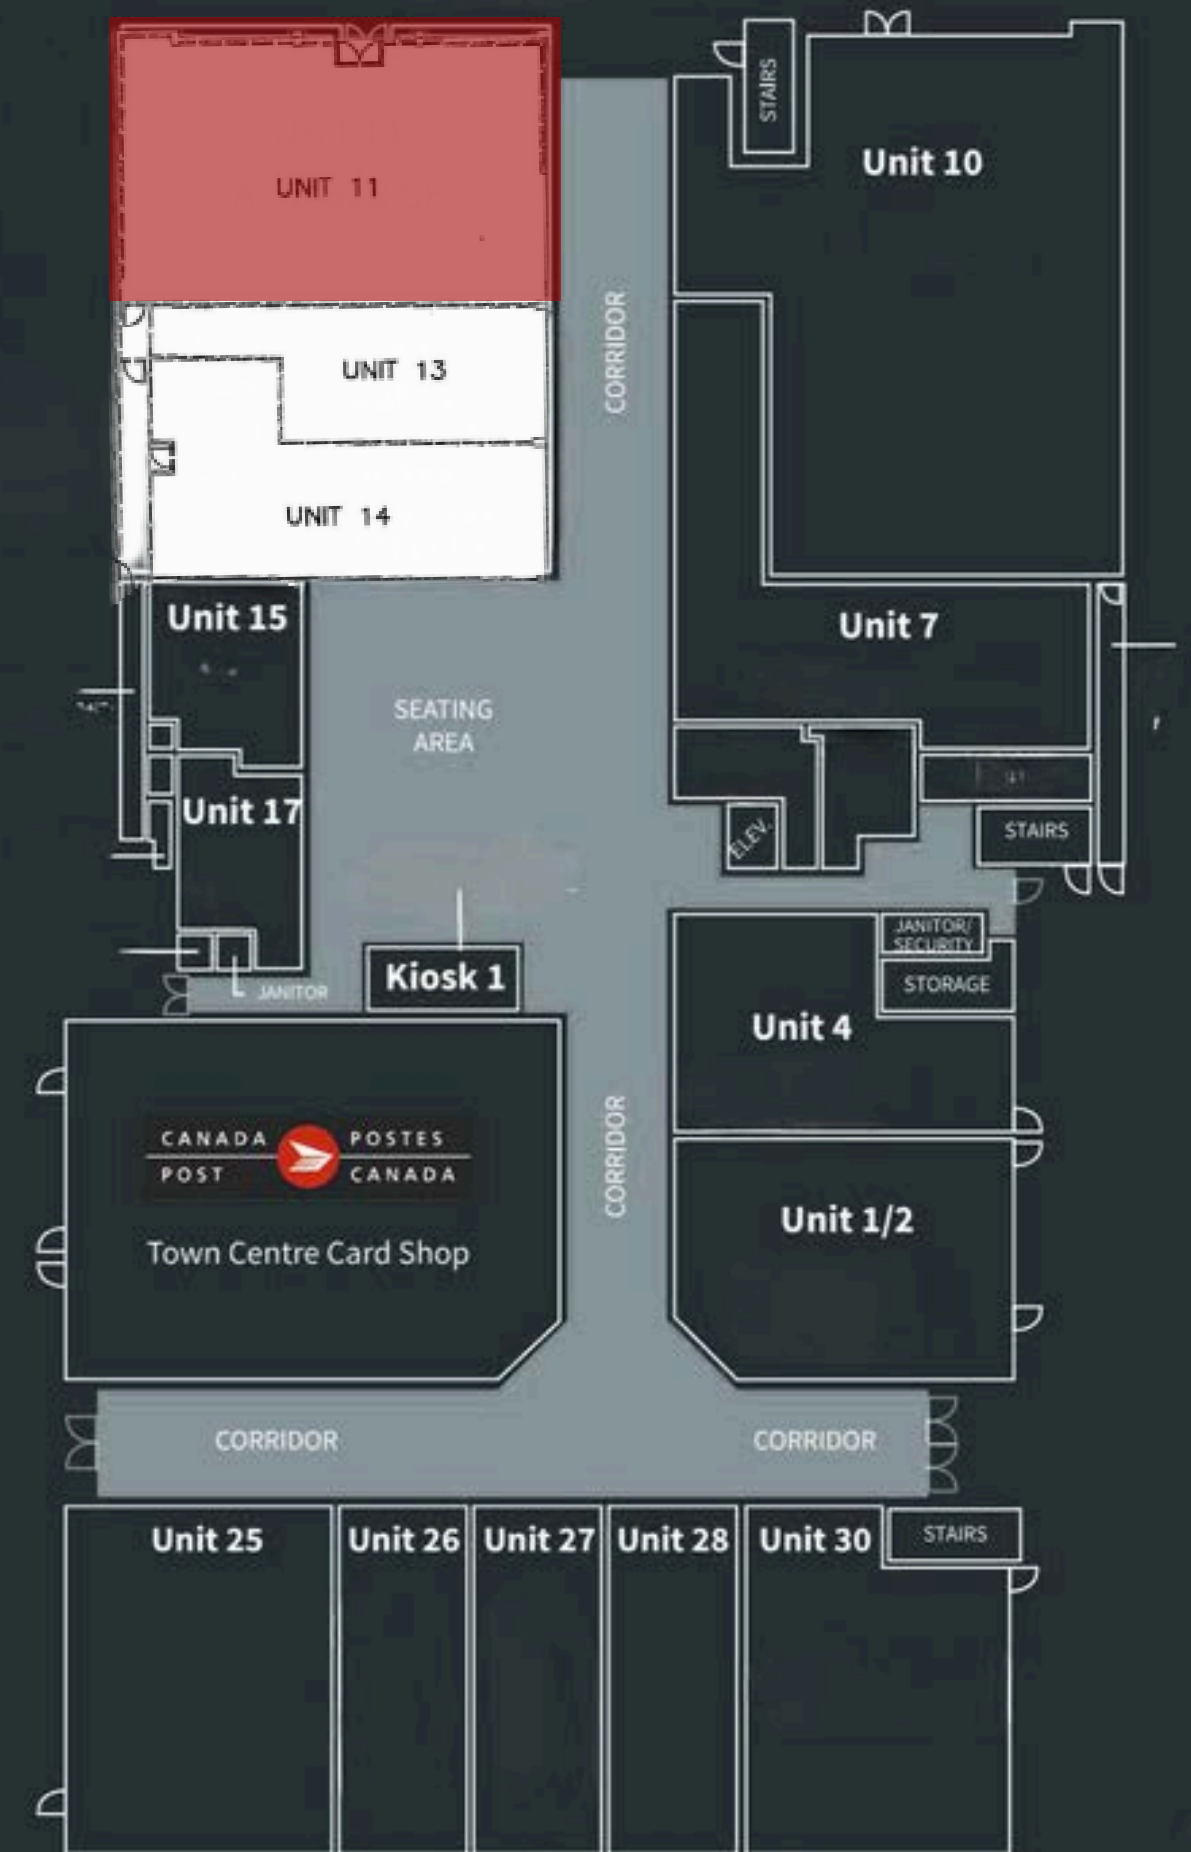 STAIRS
Unit 10
UNIT 11
CORRIDOR
UNIT 13
UNIT 14
Unit 15
Unit 7
SEATING
AREA
Unit 17
ELEV.
STAIRS
JANITOR/
SECURITY
STORAGE
Kiosk 1
JANITOR
Unit 4
CANADA POSTES
POST CANADA
CORRIDOR
Town Centre Card Shop
Unit 1/2
CORRIDOR
CORRIDOR
Unit 25
Unit 26
Unit 27
Unit 28
Unit 30
STAIRS